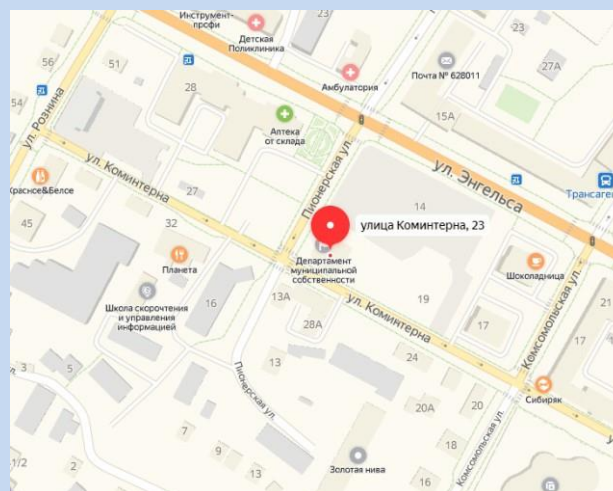 Инструмент-
профи
23
Детская
Поликлиника
23
56
51
28
Амбулатория
Почта № 628011
27А
54
ул. Рознина
Аптека
от склада
15А
ул. Коминтерна
Пионерская ул.
ул. Энгельса
Трансаген
Красное&Белое
27
14
45
32
улица Коминтерна, 23
Планета
Департамент
муниципальной
собственности
Шоколадница
Школа скорочтения
и управления
информацией
16
13А
ул. Коминтерна
19
Комсомольская ул.
21
28А
17
17
3
5
13
24
Пионерская ул.
Сибиряк
20А
20
7
9
18
Комсомольская ул.
1/2
2
13
Золотая нива
16